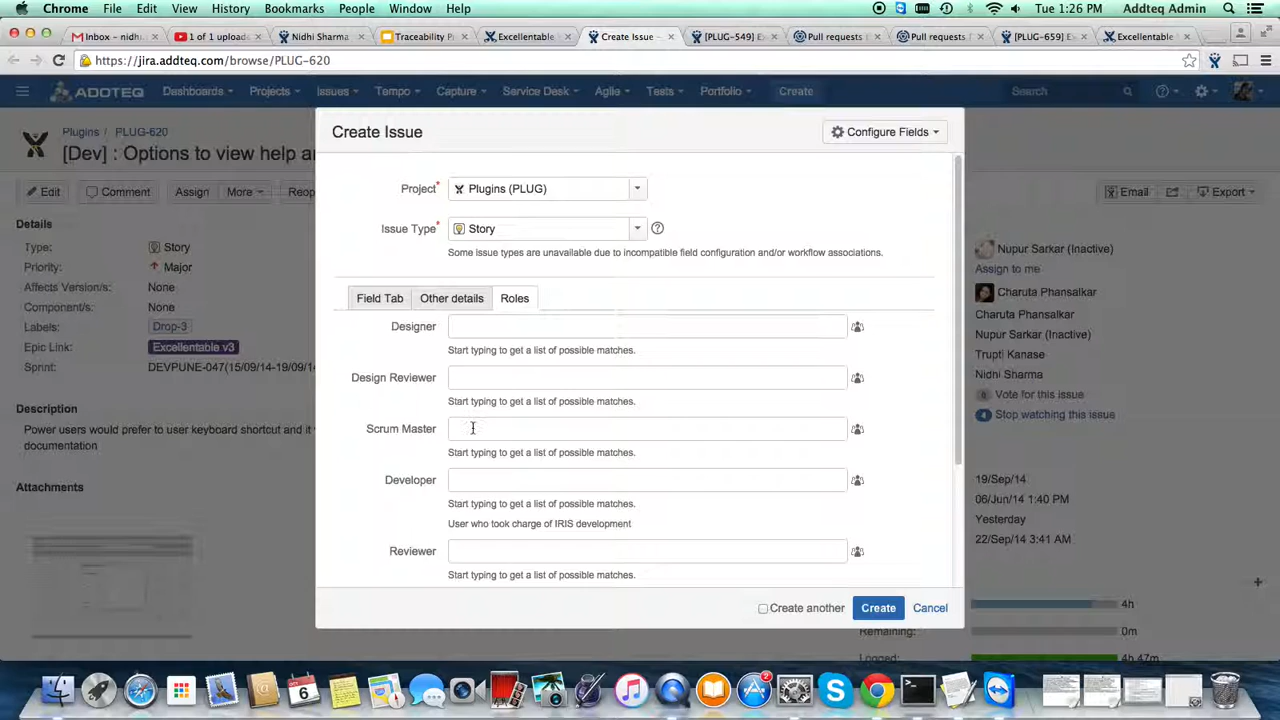 Chrome File Edit View History Bookmarks People Window Help Tue 1:26 PM Addteq Admin
Inbox - nidh 1 of 1 upload Nidhi Sharma Traceability P Excellentable Create Issue [PLUG-549] E Pull requests Pull requests [PLUG-659] E Excellentable
https://jira.addteq.com/browse/PLUG-620
ADDTEQ Dashboards Projects Issues Tempo Capture Service Desk Agile Tests Portfolio Create Search
Plugins / PLUG-620
[Dev] : Options to view help
Edit Comment Assign More Email Export
Details
Type: Story
Priority: Major
Affects Version/s: None
Component/s: None
Labels: Drop-3
Epic Link: Excellentable v3
Sprint: DEVPUNE-047(15/09/14-19/09/14
Description
Power users would prefer to user keyboard shortcut and it
documentation
Attachments
Create Issue
Configure Fields
Project* Plugins (PLUG)
Issue Type* Story
Some issue types are unavailable due to incompatible field configuration and/or workflow associations.
Field Tab Other details Roles
Designer
Start typing to get a list of possible matches.
Design Reviewer
Start typing to get a list of possible matches.
Scrum Master
Start typing to get a list of possible matches.
Developer
Start typing to get a list of possible matches.
User who took charge of IRIS development
Reviewer
Start typing to get a list of possible matches.
Create another Create Cancel
Nupur Sarkar (Inactive)
Assign to me
Charuta Phansalkar
Charuta Phansalkar
Nupur Sarkar (Inactive)
Trupti Kanase
Nidhi Sharma
0 Vote for this issue
4 Stop watching this issue
19/Sep/14
06/Jun/14 1:40 PM
Yesterday
22/Sep/14 3:41 AM
4h
Remaining: 0m
Logged: 4h 47m
6
2